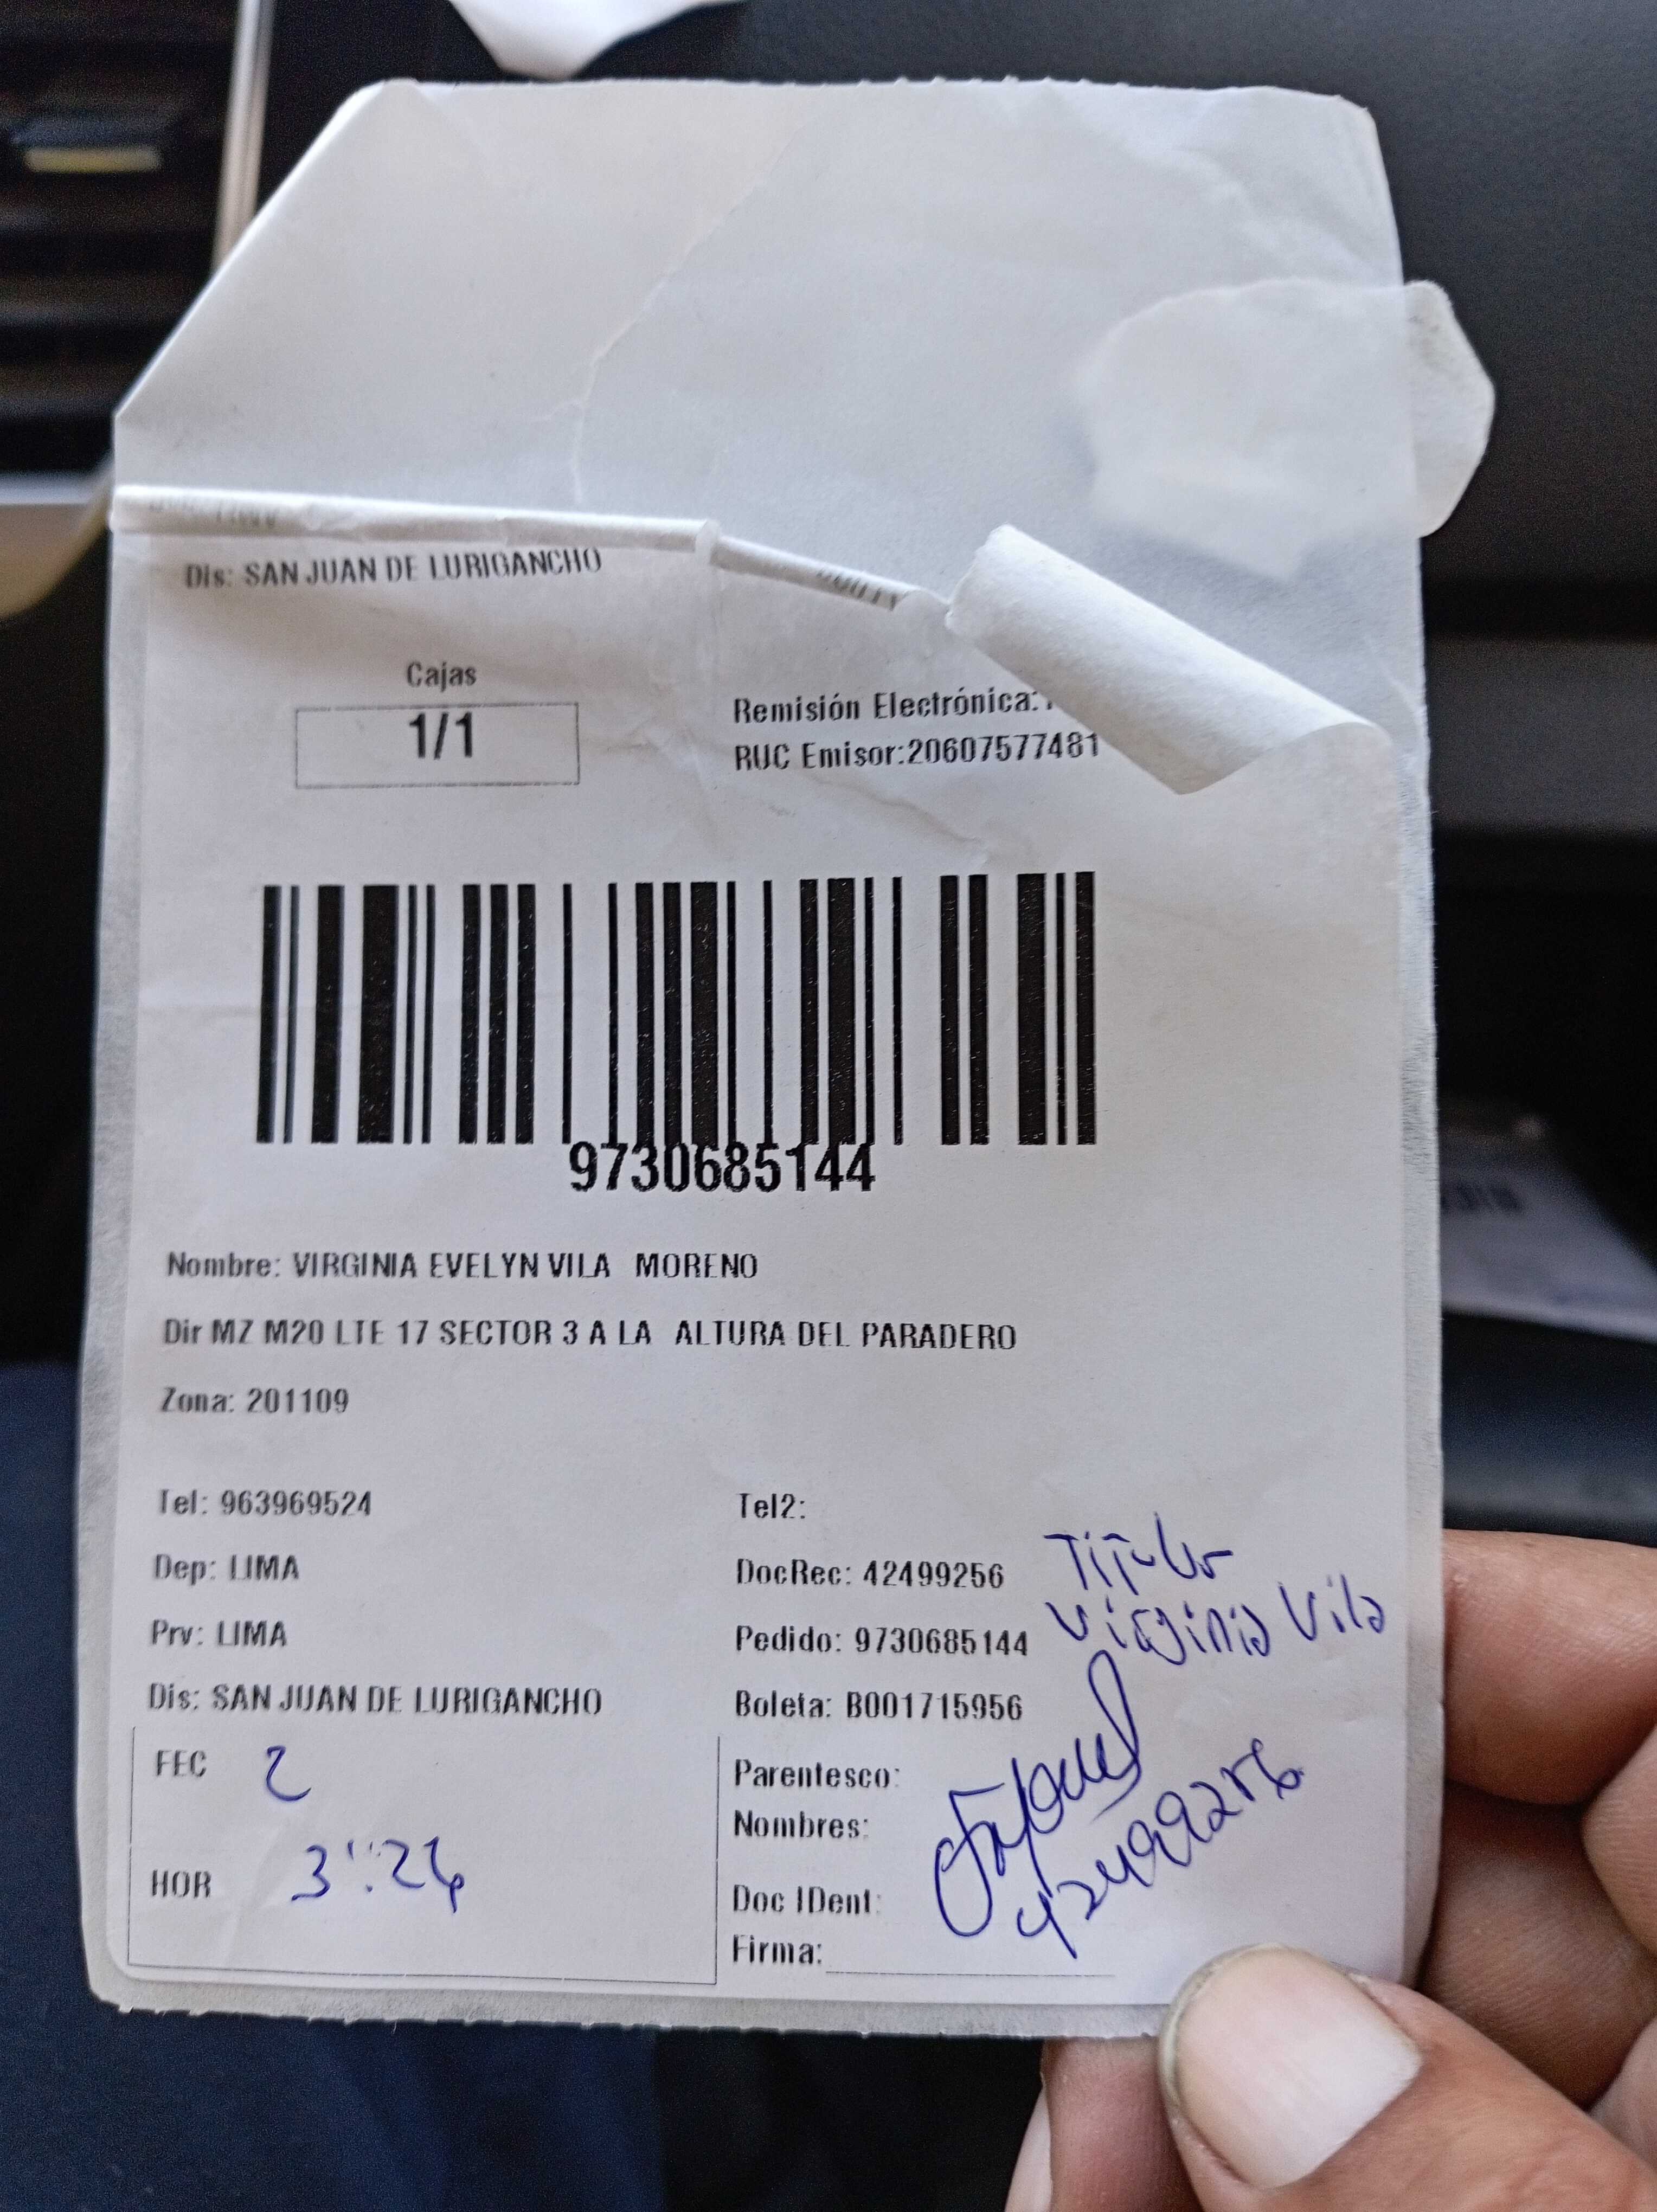 Dis: SAN JUAN DE LURIGANCHO
Cajas
1/1
Remisión Electrónica:
RUC Emisor:20607577481
9730685144
Nombre: VIRGINIA EVELYN VILA MORENO
Dir MZ M20 LTE 17 SECTOR 3 A LA ALTURA DEL PARADERO
Zona: 201109
Tel: 963969524
Tel2:
Dep: LIMA
DocRec: 42499256
Titular
Prv: LIMA
Pedido: 9730685144
Virginia Vila
Dis: SAN JUAN DE LURIGANCHO
Boleta: B001715956
FEC 2
Parentesco:
Nombres:
42499256
HOR 3:26
Doc IDent:
Firma: